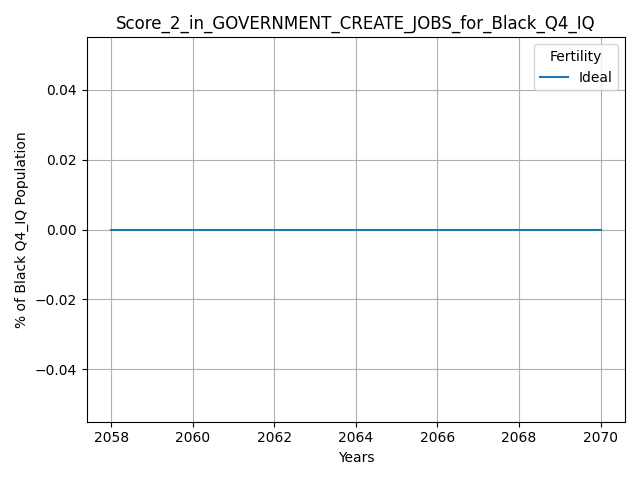 Score_2_in_GOVERNMENT_CREATE_JOBS_for_Black_Q4_IQ
Fertility
Ideal
0.04
0.02
0.00
−0.02
−0.04
% of Black Q4_IQ Population
2058 2060 2062 2064 2066 2068 2070
Years